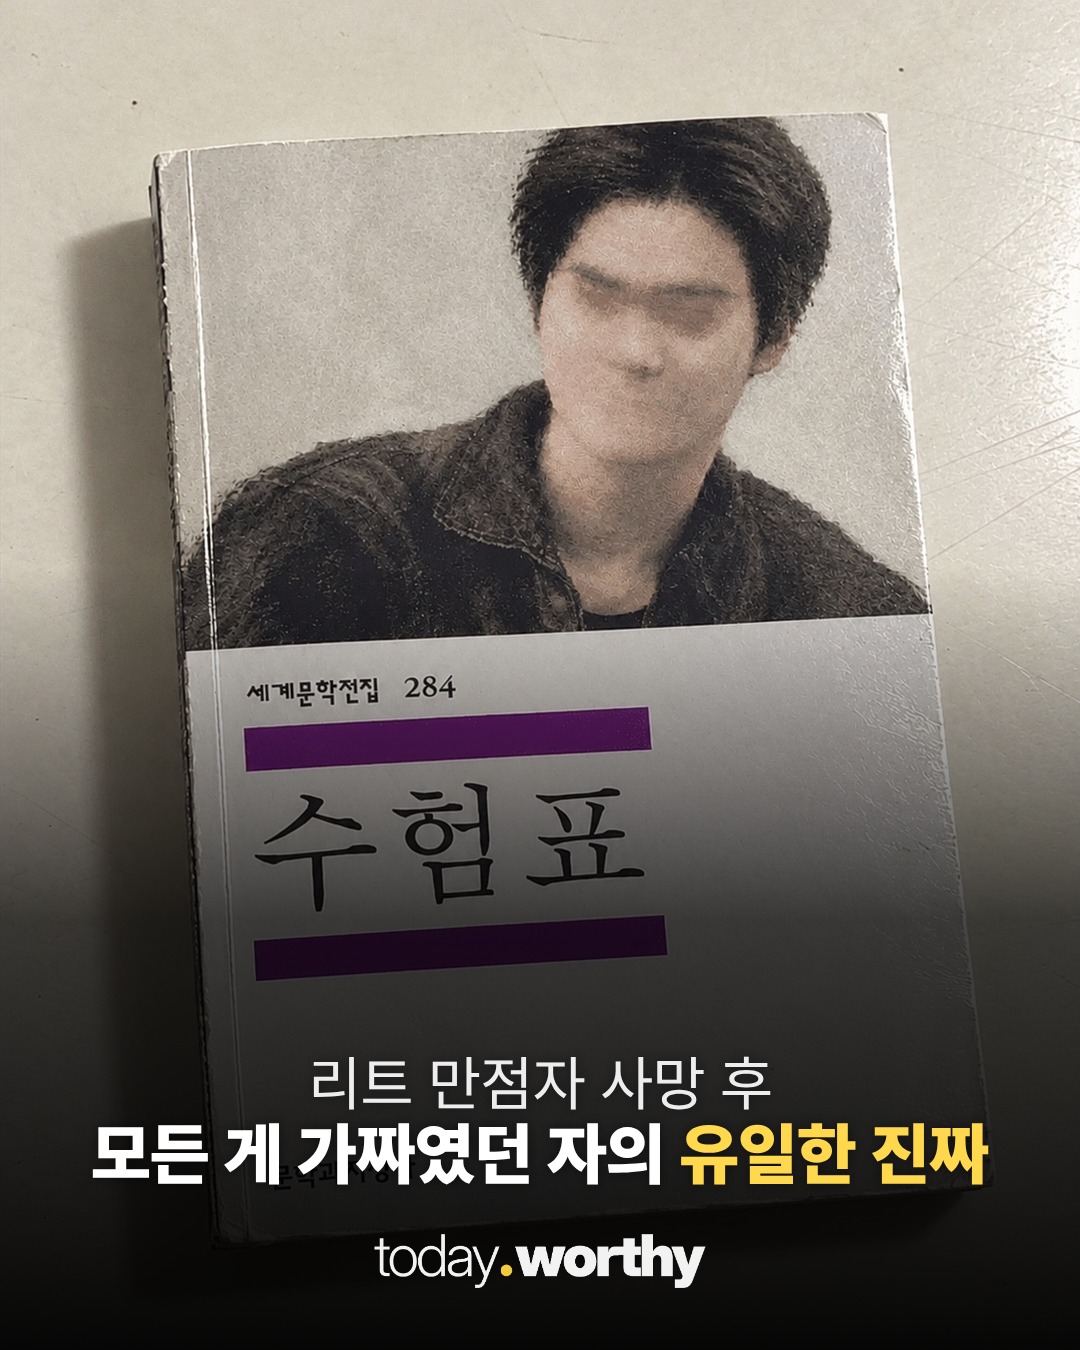 세계문학전집 284
수험표
리트 만점자 사망 후
모든 게 가짜였던 자의 유일한 진짜
today.worthy